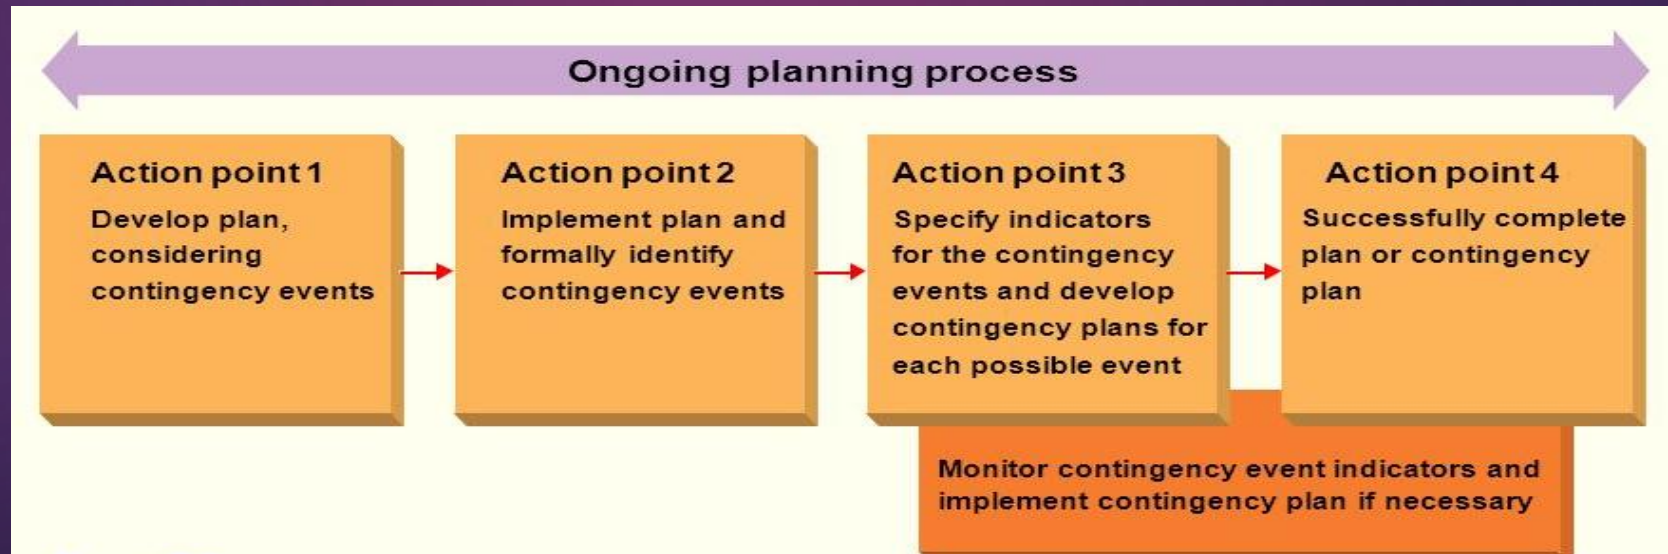 Ongoing planning process
Action point 1
Develop plan,
considering
contingency events
Action point 2
Implement plan and
formally identify
contingency events
Action point 3
Specify indicators
for the contingency
events and develop
contingency plans for
each possible event
Action point 4
Successfully complete
plan or contingency
plan
Monitor contingency event indicators and
implement contingency plan if necessary